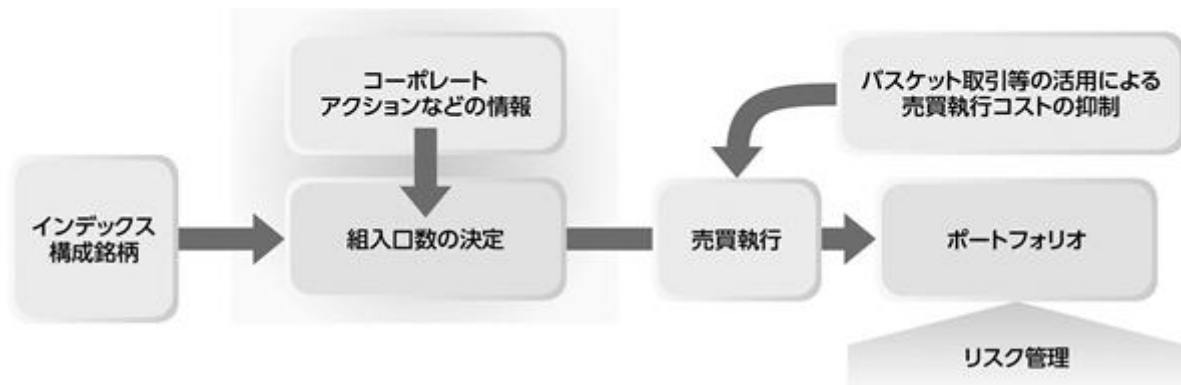 コーポレート
アクションなどの情報
バスケット取引等の活用による
売買執行コストの抑制
インデックス
構成銘柄
組入口数の決定
売買執行
ポートフォリオ
リスク管理